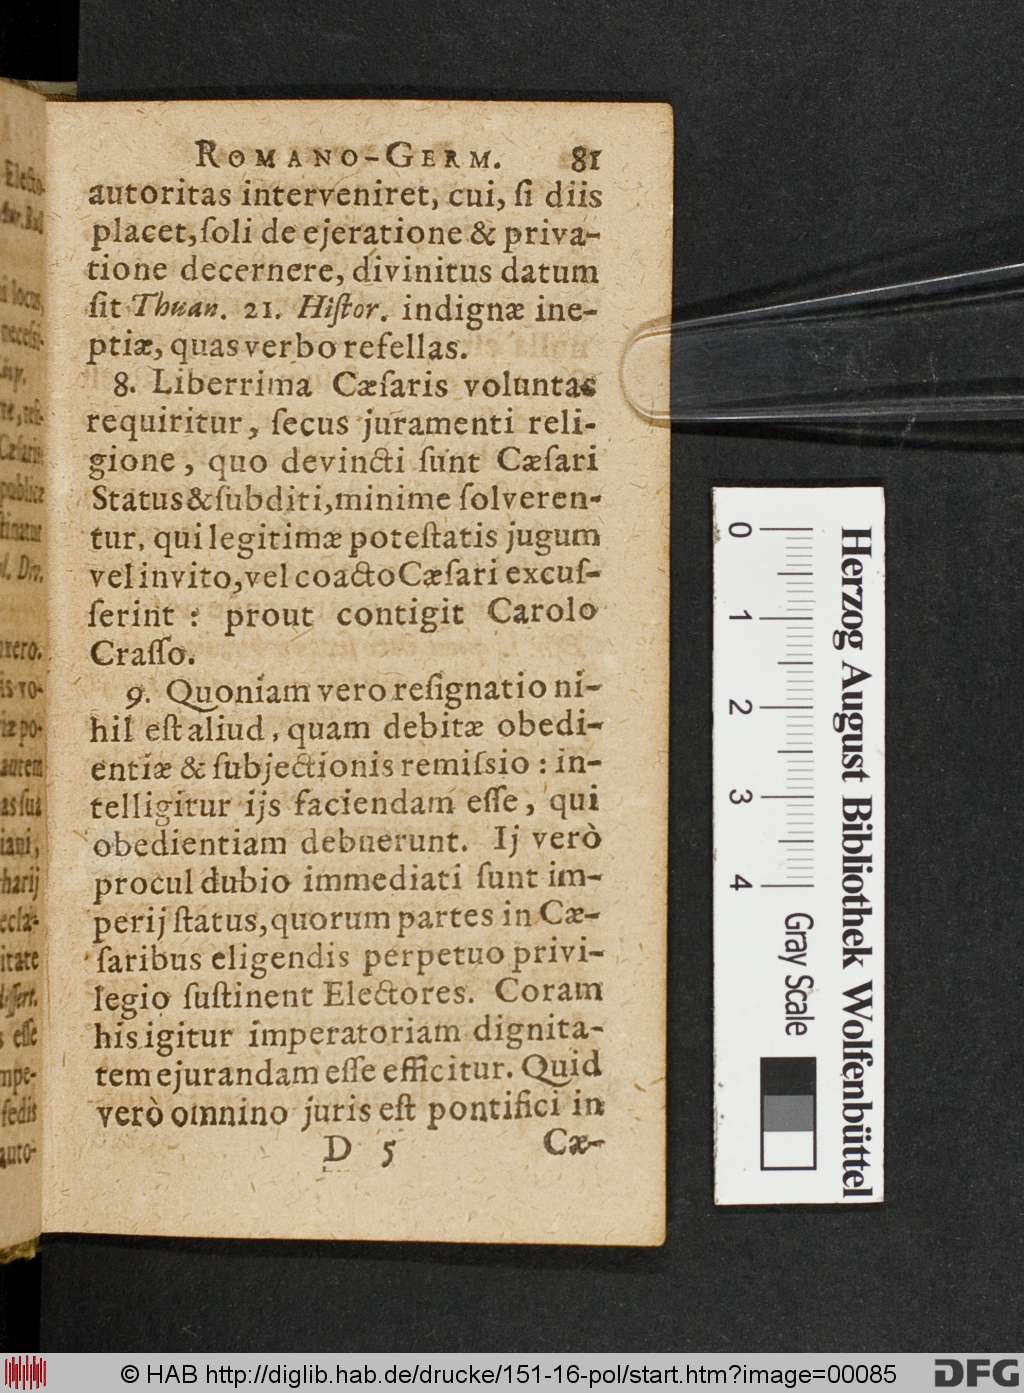 ROMANO-GERM. 81
autoritas interveniret, cui, ſi diis
placet, ſoli de ejeratione & priva-
tione decernere, divinitus datum
ſit Thuan. 21. Hiſtor. indignæ ine-
ptiæ, quas verbo refellas.
8. Liberrima Cæſaris voluntas
requiritur, ſecus juramenti reli-
gione, quo devincti ſunt Cæſari
Status & ſubditi, minime ſolveren-
tur, qui legitimæ poteſtatis jugum
vel invito, vel coacto Cæſari excuſ-
ſerint : prout contigit Carolo
Craſſo.
9. Quoniam vero reſignatio ni-
hil eſt aliud, quam debitæ obedi-
entiæ & ſubjectionis remiſsio : in-
telligitur ijs faciendam eſſe, qui
obedientiam debuerunt. Ij verò
procul dubio immediati ſunt im-
perij ſtatus, quorum partes in Cæ-
ſaribus eligendis perpetuo privi-
legio ſuſtinent Electores. Coram
his igitur imperatoriam dignita-
tem ejurandam eſſe efficitur. Quid
verò omnino juris eſt pontifici in
D 5 Cæ-
0 1 2 3 4
Gray Scale
Herzog August Bibliothek Wolfenbüttel
© HAB http://diglib.hab.de/drucke/151-16-pol/start.htm?image=00085
DFG